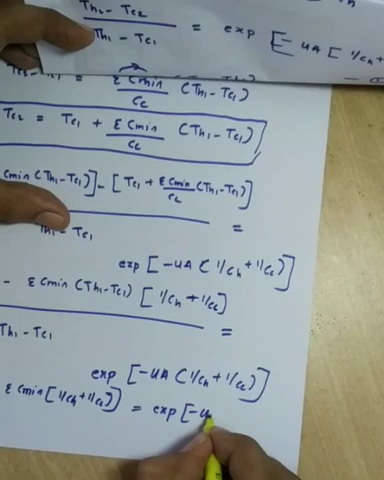 Th2 - Tc2 / Th1 - Tc1 = exp [- UA [ 1/Ch +
= ε Cmin / Cc (Th1 - Tc1)
Tc2 = Tc1 + ε Cmin / Cc (Th1 - Tc1)
Cmin (Th1 - Tc1)] - [Tc1 + ε Cmin / Cc (Th1 - Tc1)] / Th1 - Tc1 =
exp [-UA (1/Ch + 1/Cc)]
- ε Cmin (Th1 - Tc1) [1/Ch + 1/Cc] / Th1 - Tc1 =
exp [-UA (1/Ch + 1/Cc)]
ε Cmin [1/Ch + 1/Cc] = exp [-U